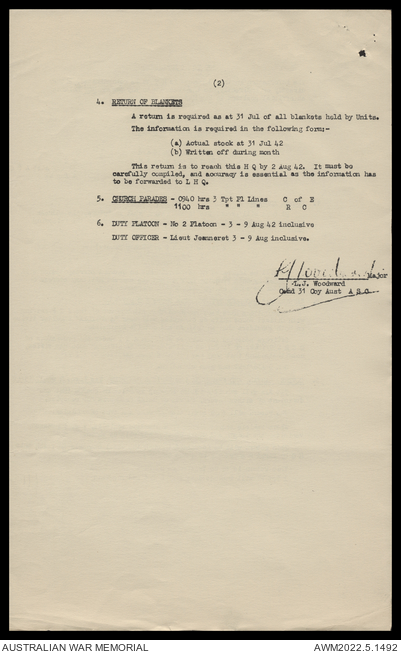 (2)
4. RETURN OF BLANKETS
A return is required as at 31 Jul of all blankets held by Units.
The information is required in the following form:-
(a) Actual stock at 31 Jul 42
(b) Written off during month
This return is to reach this H Q by 2 Aug 42. It must be
carefully compiled, and accuracy is essential as the information has
to be forwarded to L H Q.
5. CHURCH PARADES - 0940 hrs 3 Tpt Pl Lines C of E
1100 hrs " " " " R C
6. DUTY PLATOON - No 2 Platoon - 3 - 9 Aug 42 inclusive
DUTY OFFICER - Lieut Jeanneret 3 - 9 Aug inclusive.
Woodward Major
L.J. Woodward
Comd 31 Coy Aust A S C
AUSTRALIAN WAR MEMORIAL
AWM2022.5.1492